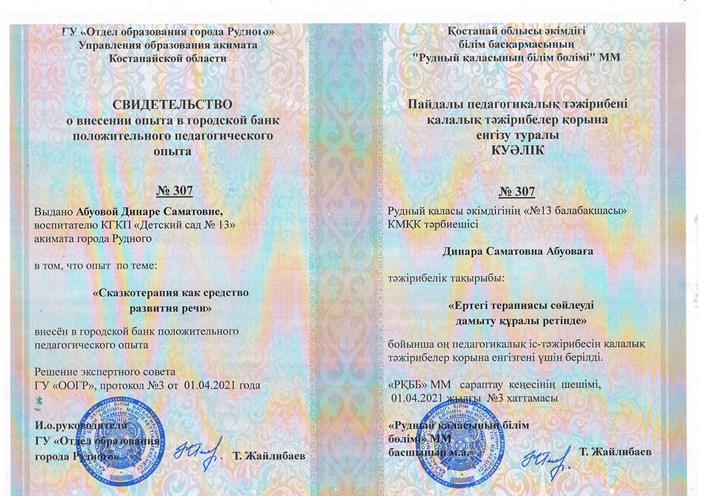 ГУ «Отдел образования города Рудного»
Управления образования акимата
Костанайской области
СВИДЕТЕЛЬСТВО
о внесении опыта в городской банк
положительного педагогического
опыта
№ 307
Выдано Абуовой Динаре Саматовне,
воспитателю КГКП «Детский сад № 13»
акимата города Рудного
в том, что опыт по теме:
«Сказкотерапия как средство
развития речи»
внесён в городской банк положительного
педагогического опыта
Решение экспертного совета
ГУ «ООГР», протокол №3 от 01.04.2021 года
И.о.руководителя
ГУ «Отдел образования
города Рудного»
Т. Жайлибаев
Қостанай облысы әкімдігі
білім басқармасының
"Рудный қаласының білім бөлімі" ММ
Пайдалы педагогикалық тәжірибені
қалалық тәжірибелер қорына
енгізу туралы
КУӘЛІК
№ 307
Рудный қаласы әкімдігінің «№13 балабақшасы»
КМҚК тәрбиешісі
Динара Саматовна Абуоваға
тәжірибелік тақырыбы:
«Ертегі терапиясы сөйлеуді
дамыту құралы ретінде»
бойынша оң педагогикалық іс-тәжірибесін қалалық
тәжірибелер қорына енгізгені үшін берілді.
«РҚББ» ММ сараптау кеңесінің шешімі,
01.04.2021 жылғы №3 хаттамасы
«Рудный қаласының білім
бөлімі» ММ
басшының м.а.
Т. Жайлибаев